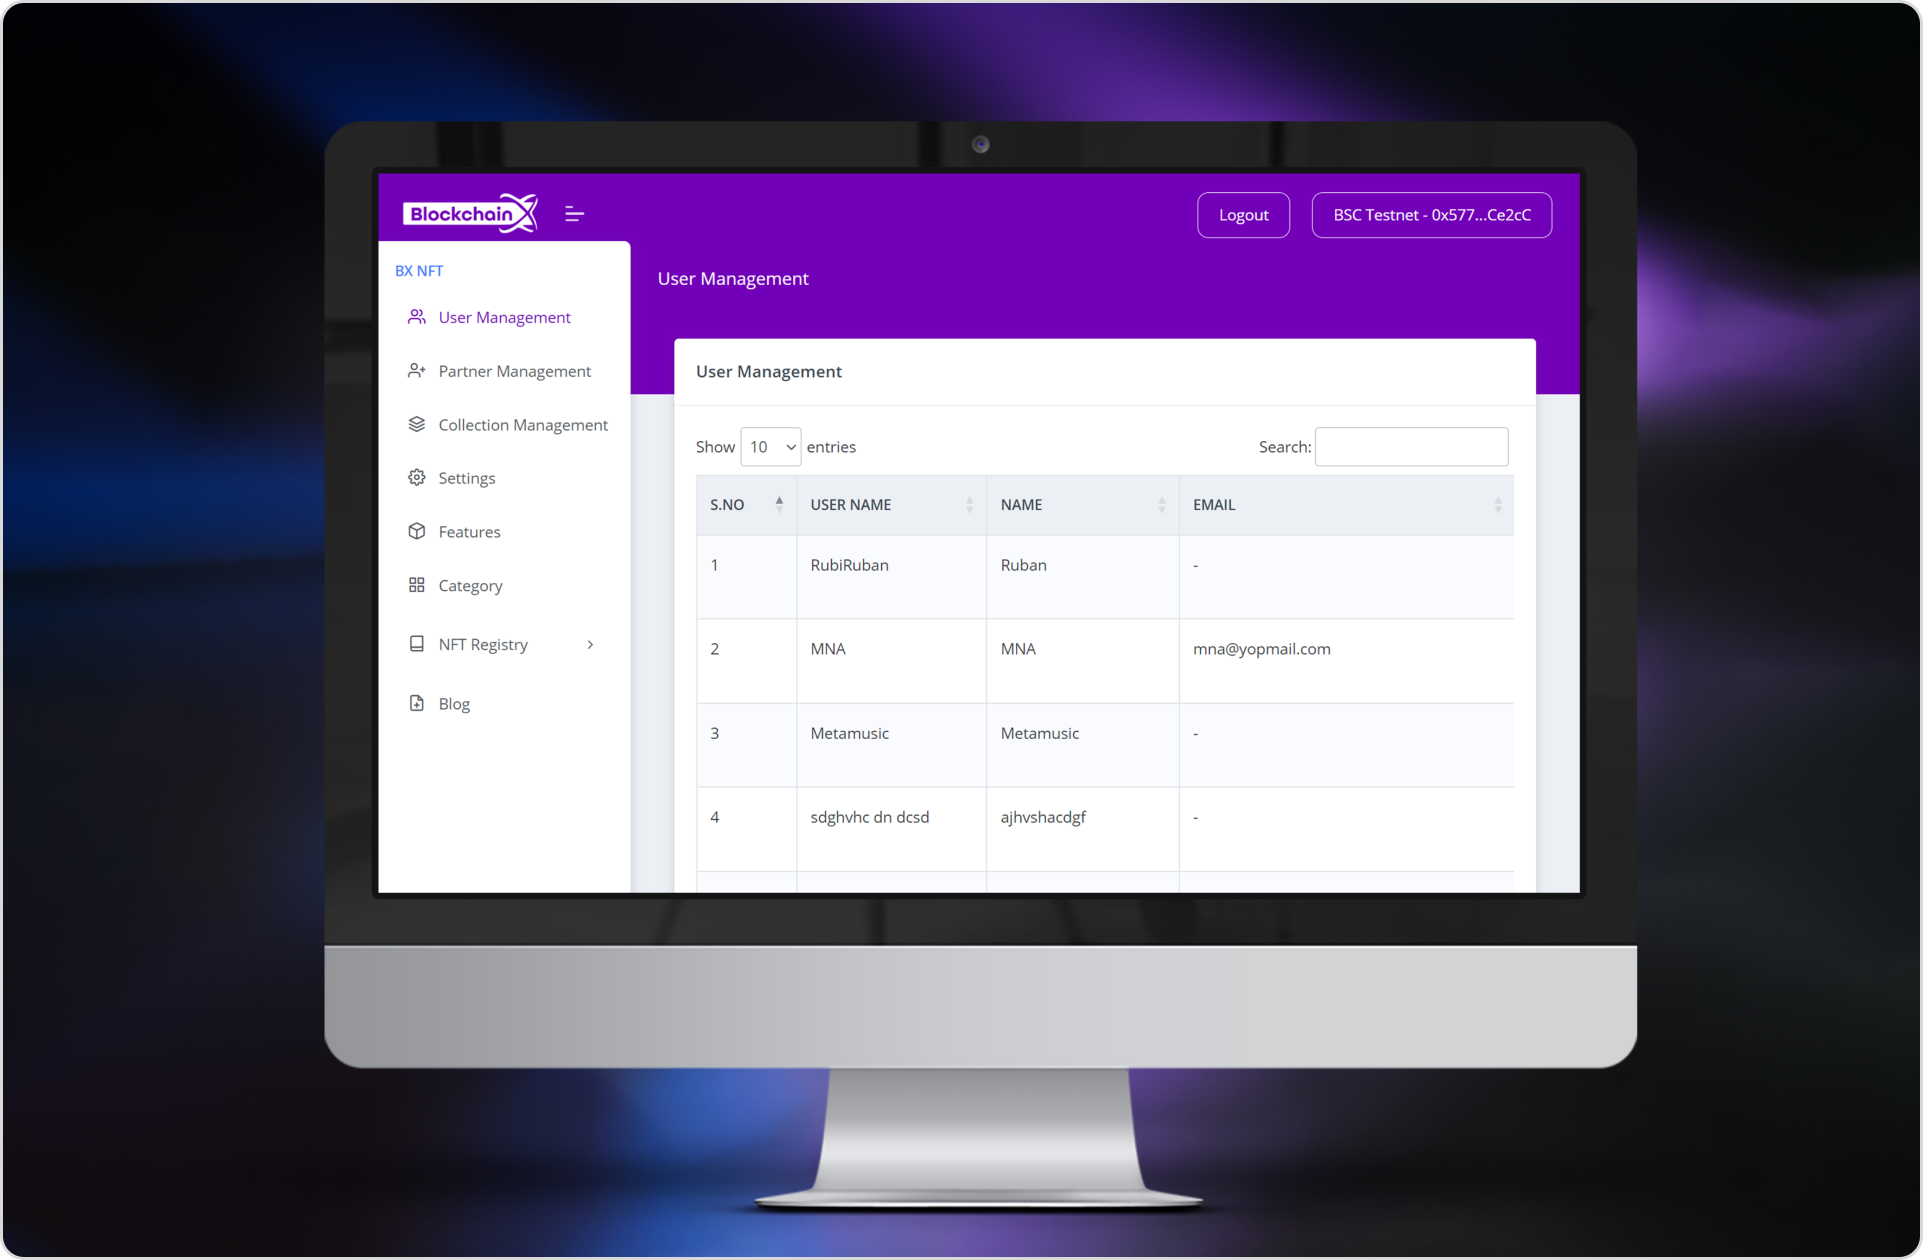 BlockchainX
Logout
BSC Testnet - 0x577...Ce2cC
BX NFT
User Management
Partner Management
Collection Management
Settings
Features
Category
NFT Registry
Blog
User Management
User Management
Show 10 entries
Search:
S.NO USER NAME NAME EMAIL
1 RubiRuban Ruban -
2 MNA MNA mna@yopmail.com
3 Metamusic Metamusic -
4 sdghvhc dn dcsd ajhvshacdgf -